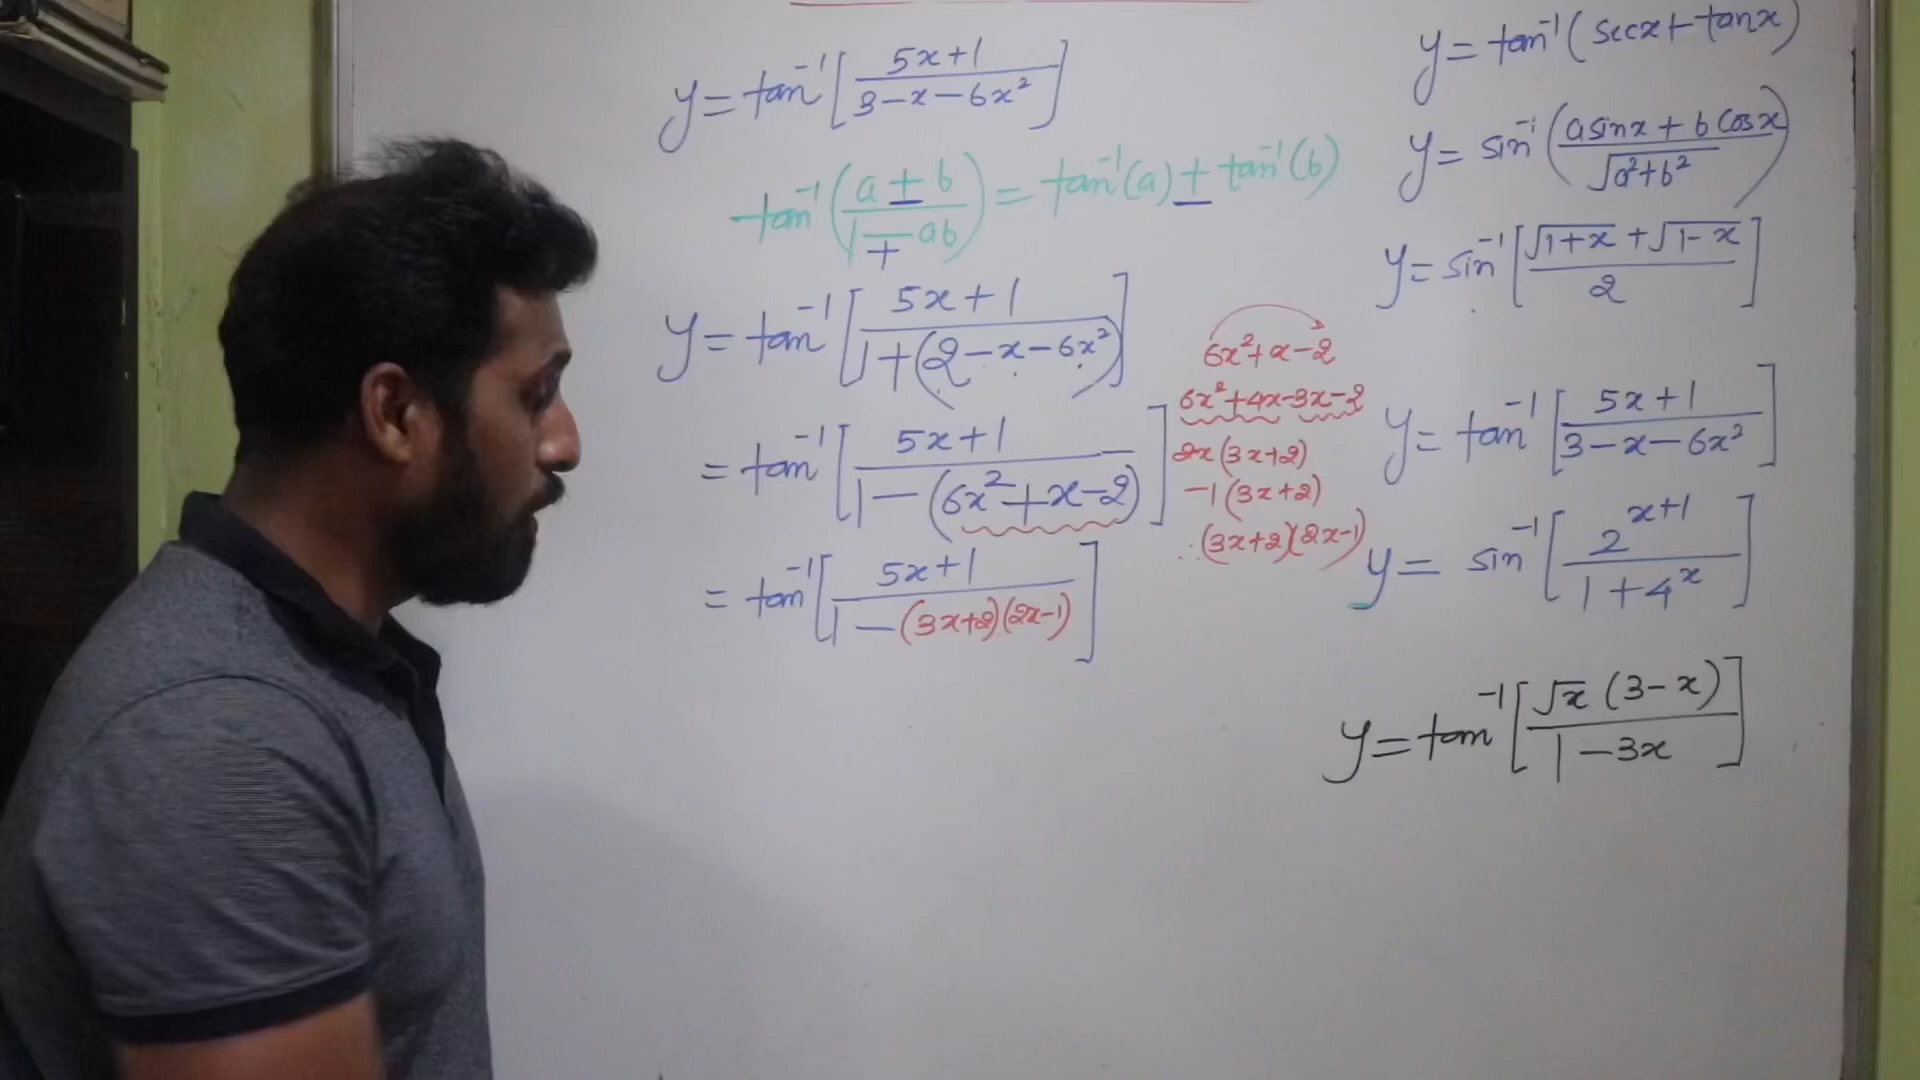 y = tan⁻¹[(5x+1)/(3-x-6x²)]
tan⁻¹((a ± b)/(1 ∓ ab)) = tan⁻¹(a) ± tan⁻¹(b)
y = tan⁻¹[(5x+1)/(1+(2-x-6x²))]
= tan⁻¹[(5x+1)/(1-(6x²+x-2))]
= tan⁻¹[(5x+1)/(1-(3x+2)(2x-1))]
6x²+x-2
6x²+4x-3x-2
2x(3x+2)
-1(3x+2)
∴ (3x+2)(2x-1)
y = tan⁻¹(secx+tanx)
y = sin⁻¹((asinx + b cosx)/√(a²+b²))
y = sin⁻¹[(√(1+x) + √(1-x))/2]
y = tan⁻¹[(5x+1)/(3-x-6x²)]
y = sin⁻¹[2^(x+1)/(1+4^x)]
y = tan⁻¹[√x (3-x)/(1-3x)]